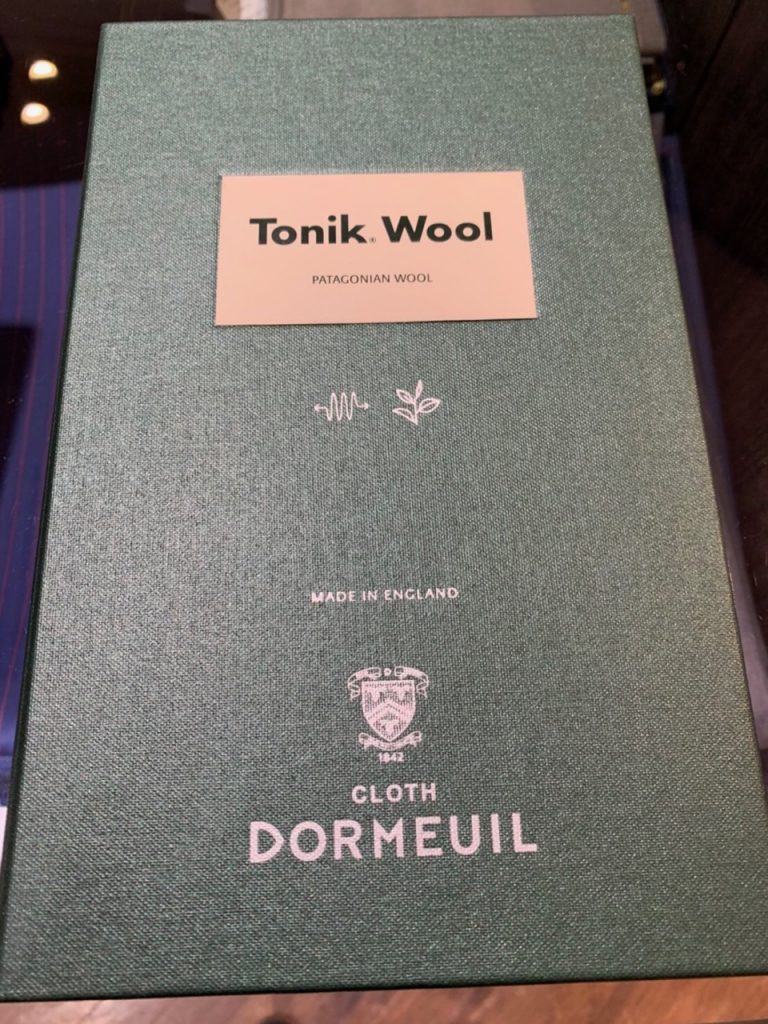 Tonik® Wool
PATAGONIAN WOOL
MADE IN ENGLAND
1842
CLOTH
DORMEUIL